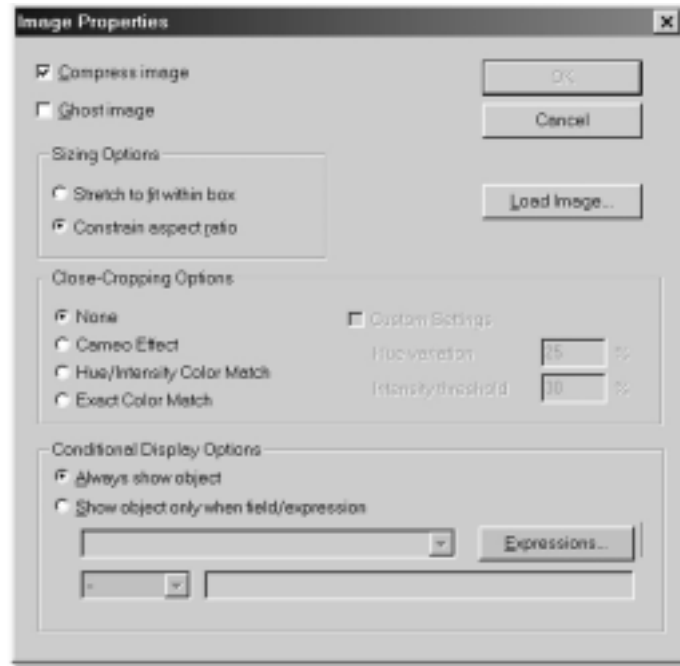 Image Properties
Compress image
OK
Ghost image
Cancel
Sizing Options
Stretch to fit within box
Load Image...
Constrain aspect ratio
Close-Cropping Options
None
Custom Settings
Cameo Effect
Hue variation 25 %
Hue/Intensity Color Match
Intensity threshold 30 %
Exact Color Match
Conditional Display Options
Always show object
Show object only when field/expression
Expressions...